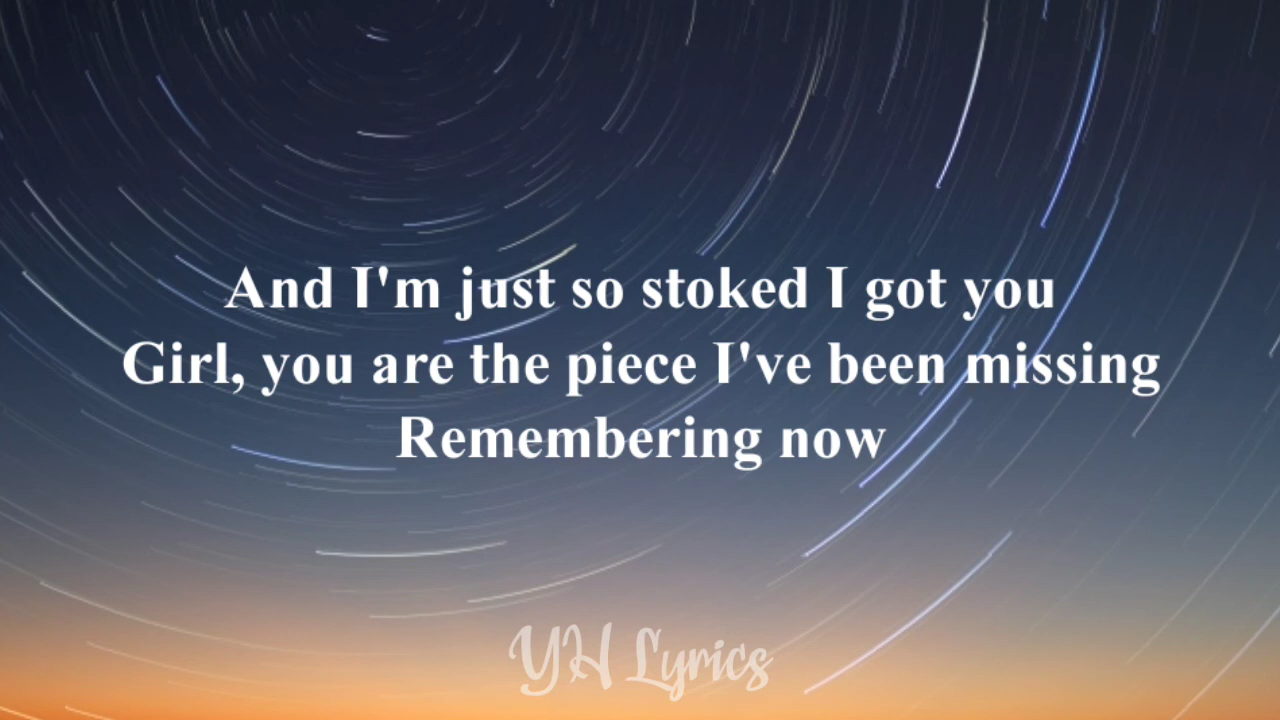 And I'm just so stoked I got you
Girl, you are the piece I've been missing
Remembering now
YH Lyrics